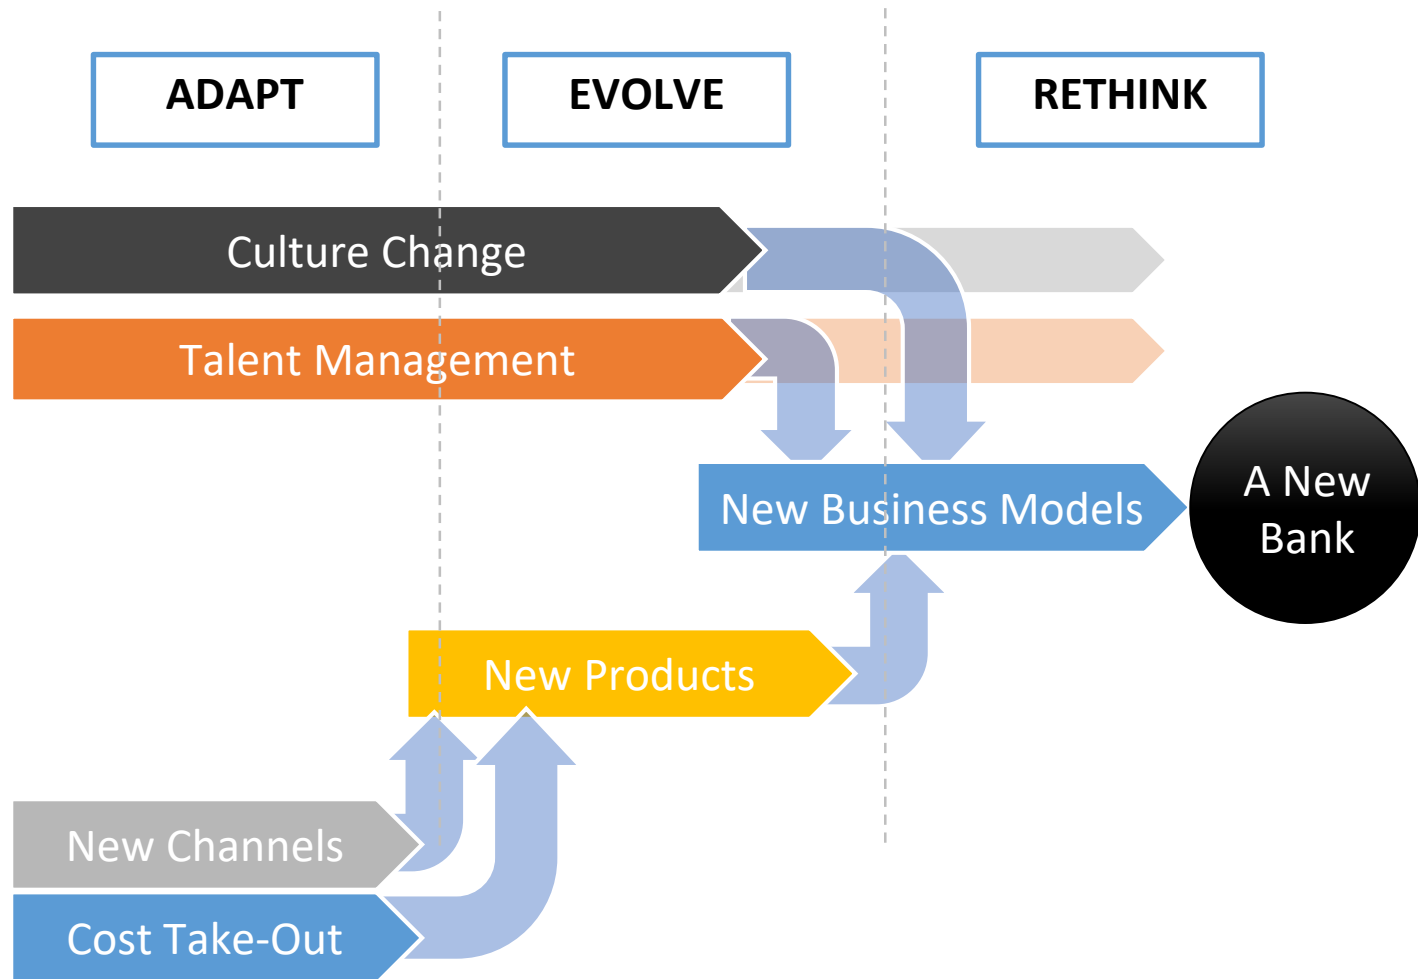 ADAPT
EVOLVE
RETHINK
Culture Change
Talent Management
New Business Models
A New
Bank
New Products
New Channels
Cost Take-Out